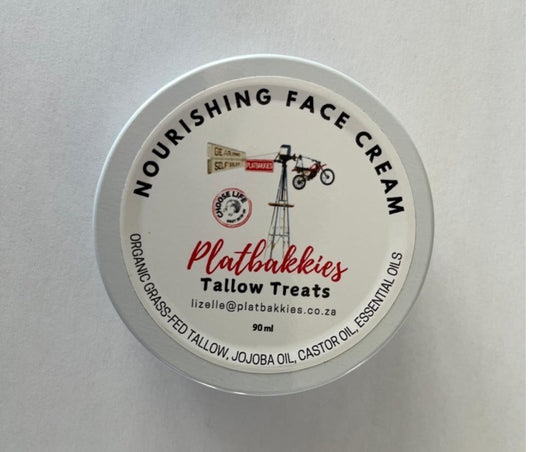 NOURISHING FACE CREAM
PLATBAKKIES
CHOOSE LIFE
Platbakkies
Tallow Treats
lizelle@platbakkies.co.za
90 ml
ORGANIC GRASS-FED TALLOW, JOJOBA OIL, CASTOR OIL, ESSENTIAL OILS